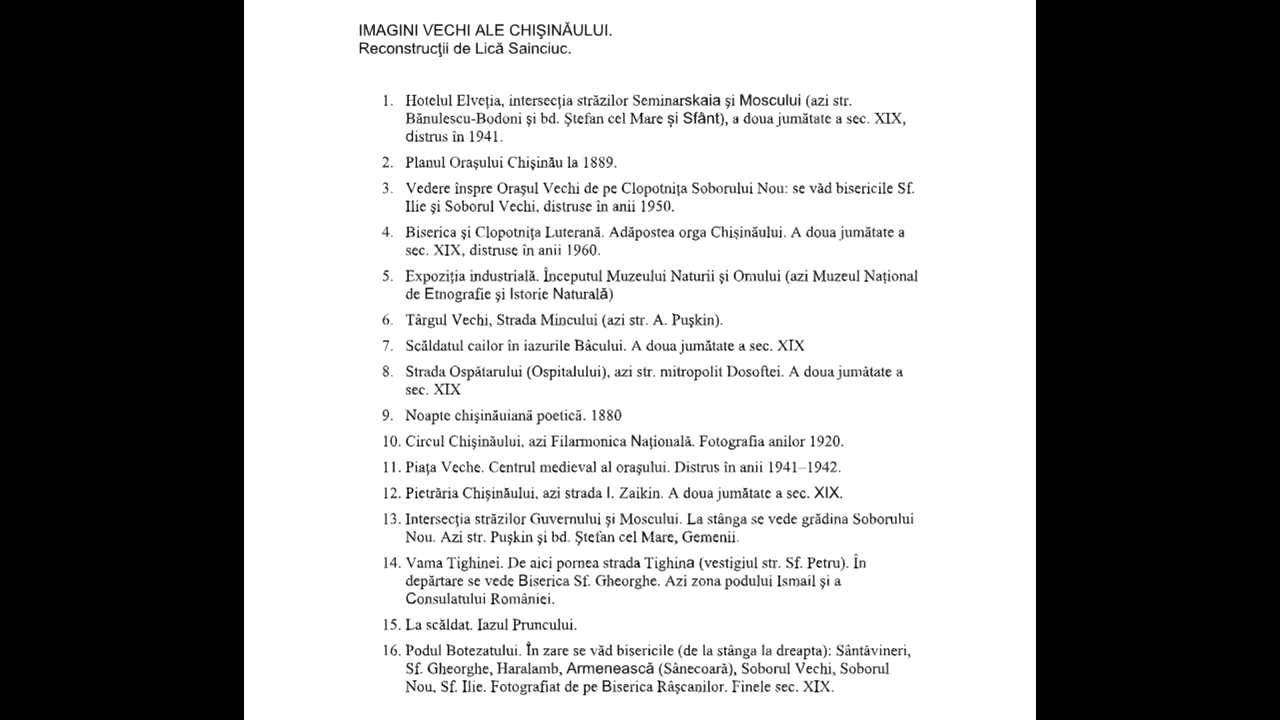 IMAGINI VECHI ALE CHIŞINĂULUI.
Reconstrucţii de Lică Sainciuc.
1. Hotelul Elveţia, intersecţia străzilor Seminarskaia şi Moscului (azi str.
Bănulescu-Bodoni şi bd. Ştefan cel Mare şi Sfânt), a doua jumătate a sec. XIX,
distrus în 1941.
2. Planul Oraşului Chişinău la 1889.
3. Vedere înspre Oraşul Vechi de pe Clopotniţa Soborului Nou: se văd bisericile Sf.
Ilie şi Soborul Vechi, distruse în anii 1950.
4. Biserica şi Clopotniţa Luterană. Adăpostea orga Chişinăului. A doua jumătate a
sec. XIX, distruse în anii 1960.
5. Expoziţia industrială. Începutul Muzeului Naturii şi Omului (azi Muzeul Naţional
de Etnografie şi Istorie Naturală)
6. Târgul Vechi, Strada Mincului (azi str. A. Puşkin).
7. Scăldatul cailor în iazurile Bâcului. A doua jumătate a sec. XIX
8. Strada Ospătarului (Ospitalului), azi str. mitropolit Dosoftei. A doua jumătate a
sec. XIX
9. Noapte chişinăuiană poetică. 1880
10. Circul Chişinăului, azi Filarmonica Naţională. Fotografia anilor 1920.
11. Piaţa Veche. Centrul medieval al oraşului. Distrus în anii 1941–1942.
12. Pietrăria Chişinăului, azi strada I. Zaikin. A doua jumătate a sec. XIX.
13. Intersecţia străzilor Guvernului şi Moscului. La stânga se vede grădina Soborului
Nou. Azi str. Puşkin şi bd. Ştefan cel Mare, Gemenii.
14. Vama Tighinei. De aici pornea strada Tighina (vestigiul str. Sf. Petru). În
depărtare se vede Biserica Sf. Gheorghe. Azi zona podului Ismail şi a
Consulatului României.
15. La scăldat. Iazul Pruncului.
16. Podul Botezatului. În zare se văd bisericile (de la stânga la dreapta): Sântăvineri,
Sf. Gheorghe, Haralamb, Armenească (Sânecoară), Soborul Vechi, Soborul
Nou, Sf. Ilie. Fotografiat de pe Biserica Râşcanilor. Finele sec. XIX.